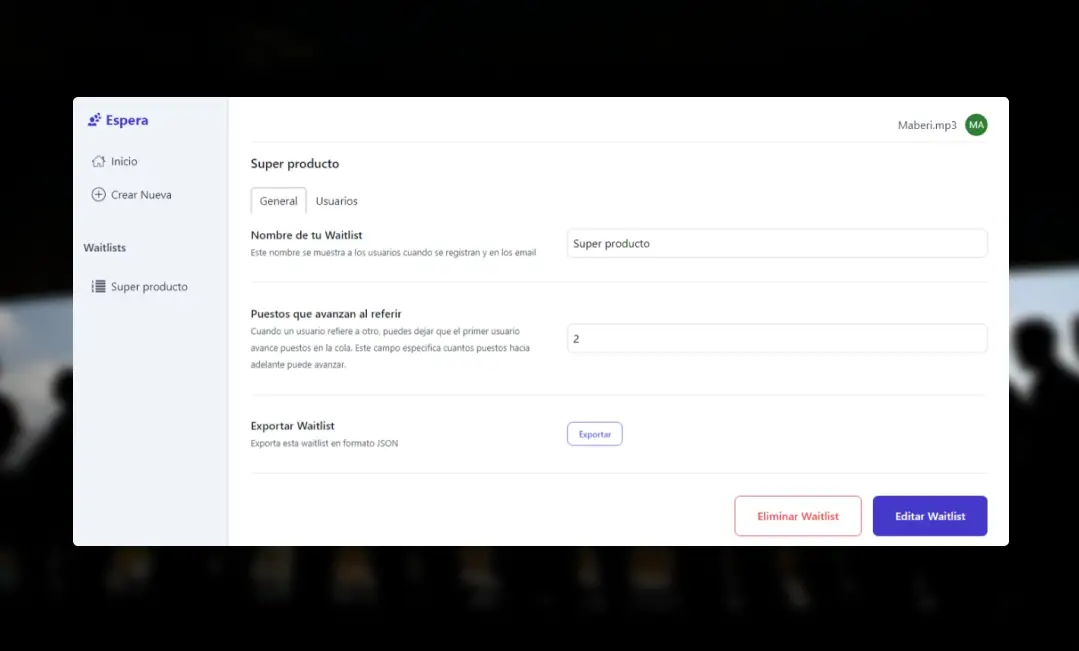 Espera
Maberi.mp3 MA
Inicio
Crear Nueva
Waitlists
Super producto
Super producto
General Usuarios
Nombre de tu Waitlist
Este nombre se muestra a los usuarios cuando se registran y en los email
Super producto
Puestos que avanzan al referir
Cuando un usuario refiere a otro, puedes dejar que el primer usuario
avance puestos en la cola. Este campo especifica cuantos puestos hacia
adelante puede avanzar.
2
Exportar Waitlist
Exporta esta waitlist en formato JSON
Exportar
Eliminar Waitlist Editar Waitlist